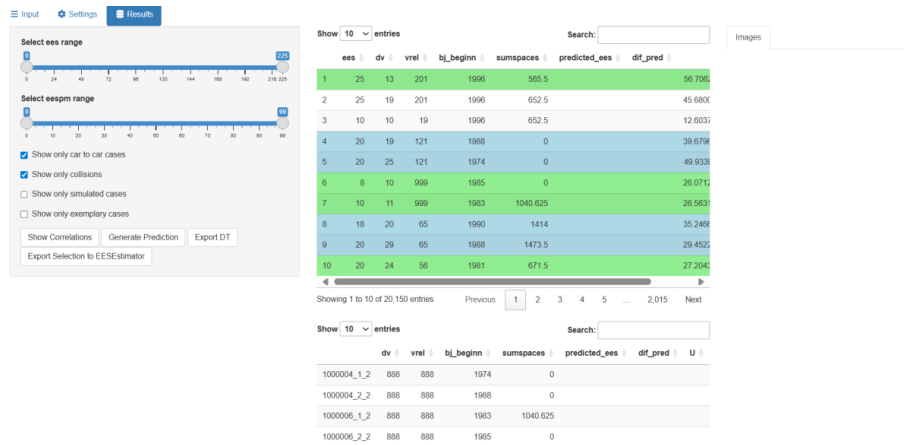 Input Settings Results
Select ees range
0 225
0 24 48 72 96 120 144 168 192 216 225
Select eespm range
0 99
0 10 20 30 40 50 60 70 80 90 99
Show only car to car cases
Show only collisions
Show only simulated cases
Show only exemplary cases
Show Correlations Generate Prediction Export DT
Export Selection to EESEstimator
Show 10 entries Search:
ees dv vrel bj_beginn sumspaces predicted_ees dif_pred
1 25 13 201 1996 565.5 56.706
2 25 19 201 1996 652.5 45.680
3 10 10 19 1996 652.5 12.603
4 20 19 121 1988 0 39.679
5 20 25 121 1974 0 49.933
6 8 10 999 1985 0 26.071
7 10 11 999 1983 1040.625 26.563
8 18 20 65 1990 1414 35.246
9 20 29 65 1988 1473.5 29.452
10 20 24 56 1981 671.5 27.204
Showing 1 to 10 of 20,150 entries Previous 1 2 3 4 5 ... 2,015 Next
Show 10 entries Search:
dv vrel bj_beginn sumspaces predicted_ees dif_pred U
1000004_1_2 888 888 1974 0
1000004_2_2 888 888 1988 0
1000006_1_2 888 888 1983 1040.625
1000006_2_2 888 888 1985 0
Images